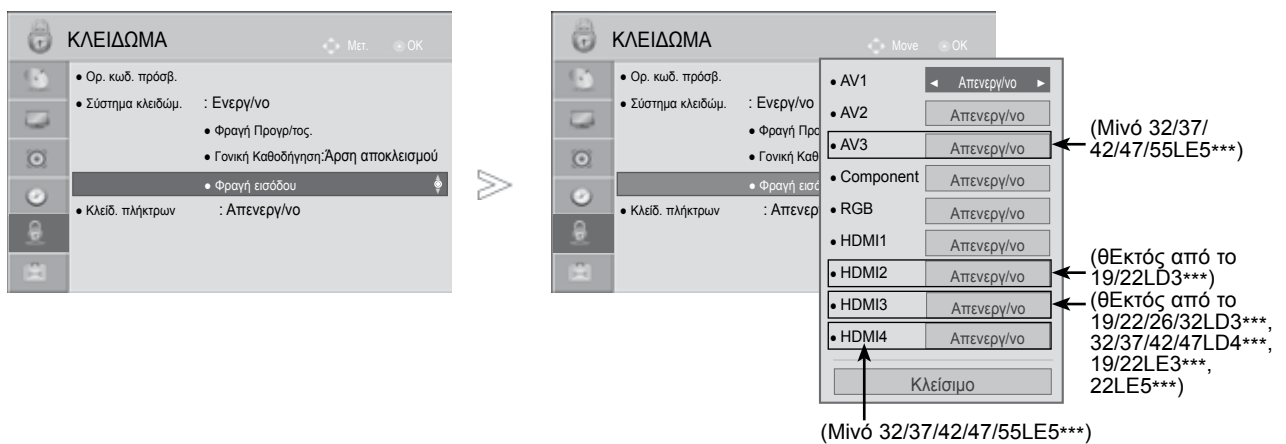 ΚΛΕΙΔΩΜΑ
Μετ. OK
• Ορ. κωδ. πρόσβ.
• Σύστημα κλειδώμ. : Ενεργ/νο
• Φραγή Προγρ/τος.
• Γονική Καθοδήγηση:Άρση αποκλεισμού
• Φραγή εισόδου
• Κλείδ. πλήκτρων : Απενεργ/νο
ΚΛΕΙΔΩΜΑ
Move OK
• Ορ. κωδ. πρόσβ.
• Σύστημα κλειδώμ. : Ενεργ/νο
• Φραγή Προ
• Γονική Καθ
• Φραγή εισό
• Κλείδ. πλήκτρων : Απενερ
• AV1 ◄ Απενεργ/νο ►
• AV2 Απενεργ/νο
• AV3 Απενεργ/νο
• Component Απενεργ/νο
• RGB Απενεργ/νο
• HDMI1 Απενεργ/νο
• HDMI2 Απενεργ/νο
• HDMI3 Απενεργ/νο
• HDMI4 Απενεργ/νο
Κλείσιμο
(Μινό 32/37/
42/47/55LE5***)
(θΕκτός από το
19/22LD3***)
(θΕκτός από το
19/22/26/32LD3***,
32/37/42/47LD4***,
19/22LE3***,
22LE5***)
(Μινό 32/37/42/47/55LE5***)